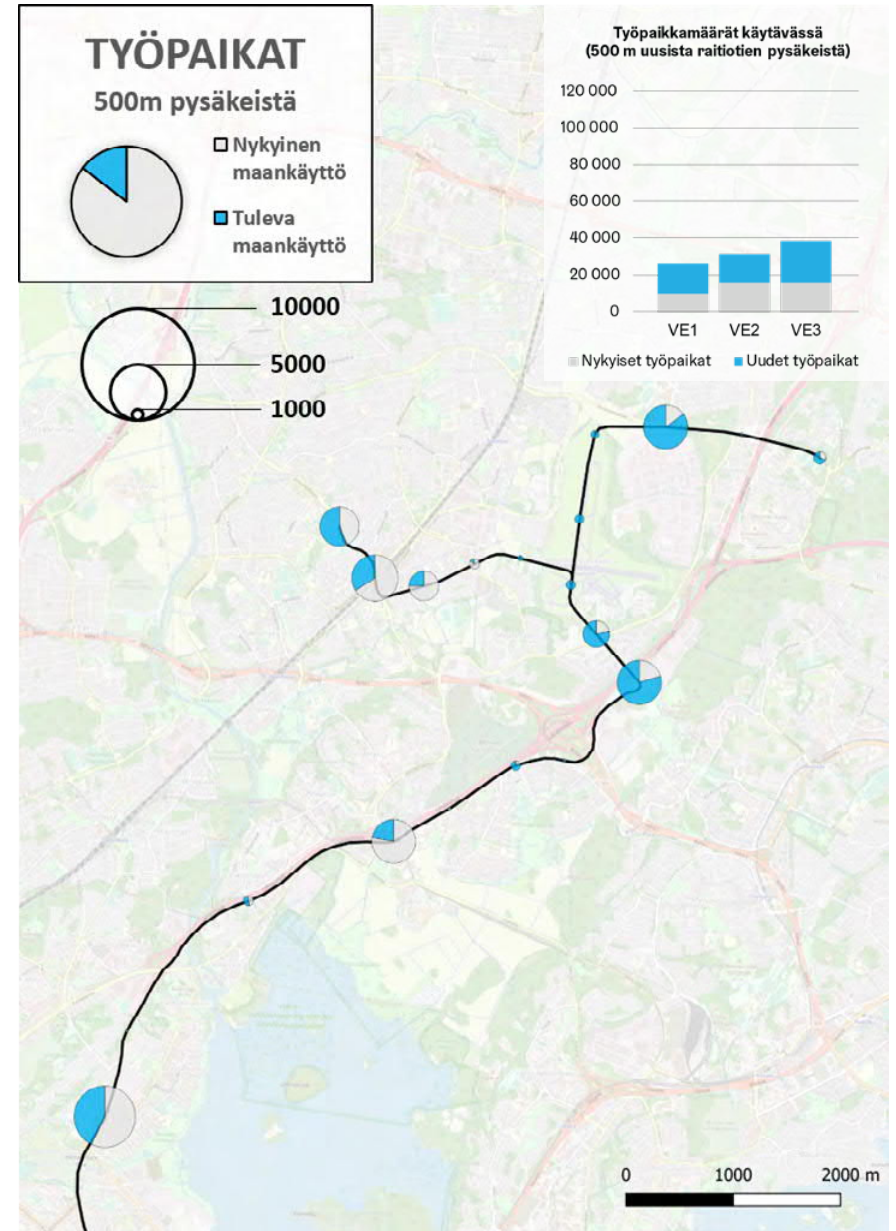 TYÖPAIKAT
500m pysäkeistä
Nykyinen
maankäyttö
Tuleva
maankäyttö
10000
5000
1000
Työpaikkamäärät käytävässä
(500 m uusista raitiotien pysäkeistä)
120 000
100 000
80 000
60 000
40 000
20 000
0
VE1 VE2 VE3
Nykyiset työpaikat Uudet työpaikat
0 1000 2000 m